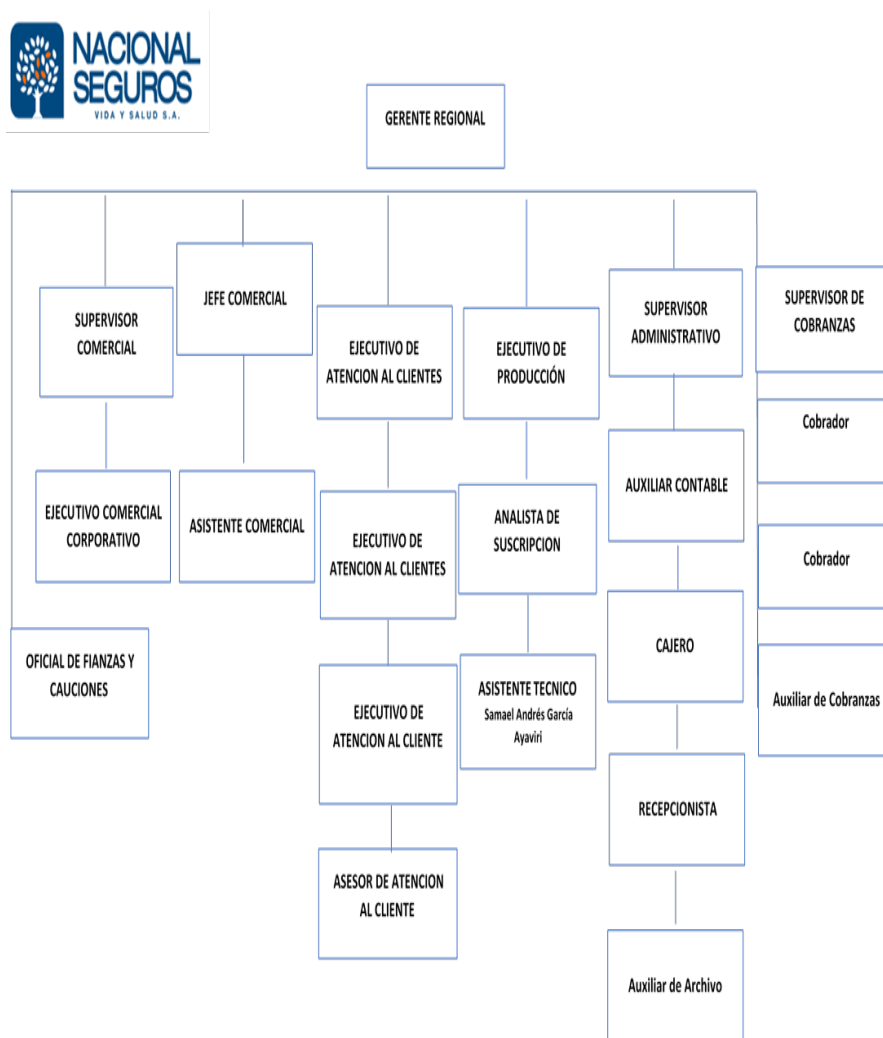 NACIONAL
SEGUROS
VIDA Y SALUD S.A.
GERENTE REGIONAL
SUPERVISOR
COMERCIAL
JEFE COMERCIAL
EJECUTIVO DE
ATENCION AL CLIENTES
EJECUTIVO DE
PRODUCCIÓN
SUPERVISOR
ADMINISTRATIVO
SUPERVISOR DE
COBRANZAS
Cobrador
EJECUTIVO COMERCIAL
CORPORATIVO
ASISTENTE COMERCIAL
EJECUTIVO DE
ATENCION AL CLIENTES
ANALISTA DE
SUSCRIPCION
AUXILIAR CONTABLE
Cobrador
OFICIAL DE FIANZAS Y
CAUCIONES
EJECUTIVO DE
ATENCION AL CLIENTE
ASISTENTE TECNICO
Samael Andrés García
Ayaviri
CAJERO
Auxiliar de Cobranzas
RECEPCIONISTA
ASESOR DE ATENCION
AL CLIENTE
Auxiliar de Archivo